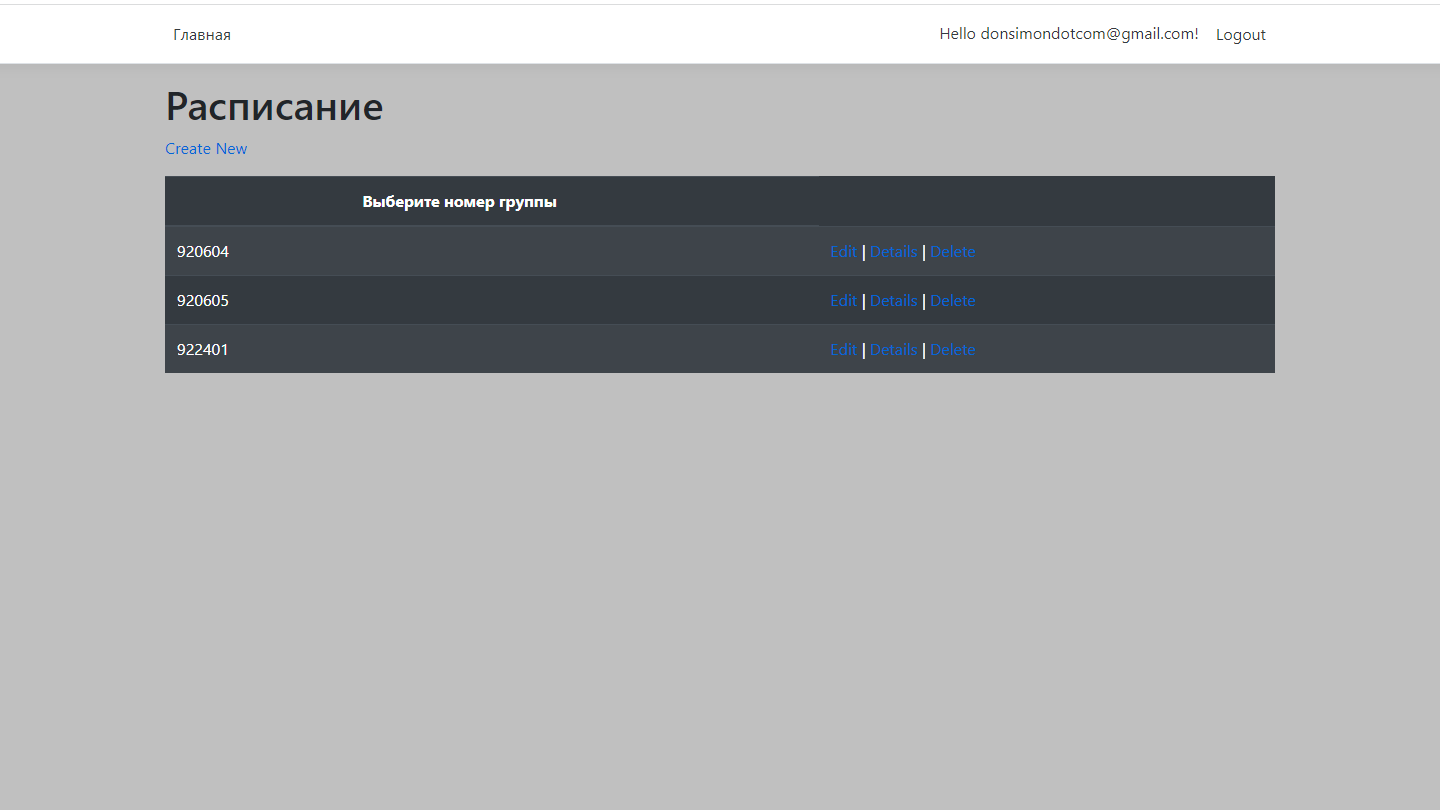 Главная
Hello donsimondotcom@gmail.com! Logout
Расписание
Create New
Выберите номер группы
920604 Edit | Details | Delete
920605 Edit | Details | Delete
922401 Edit | Details | Delete